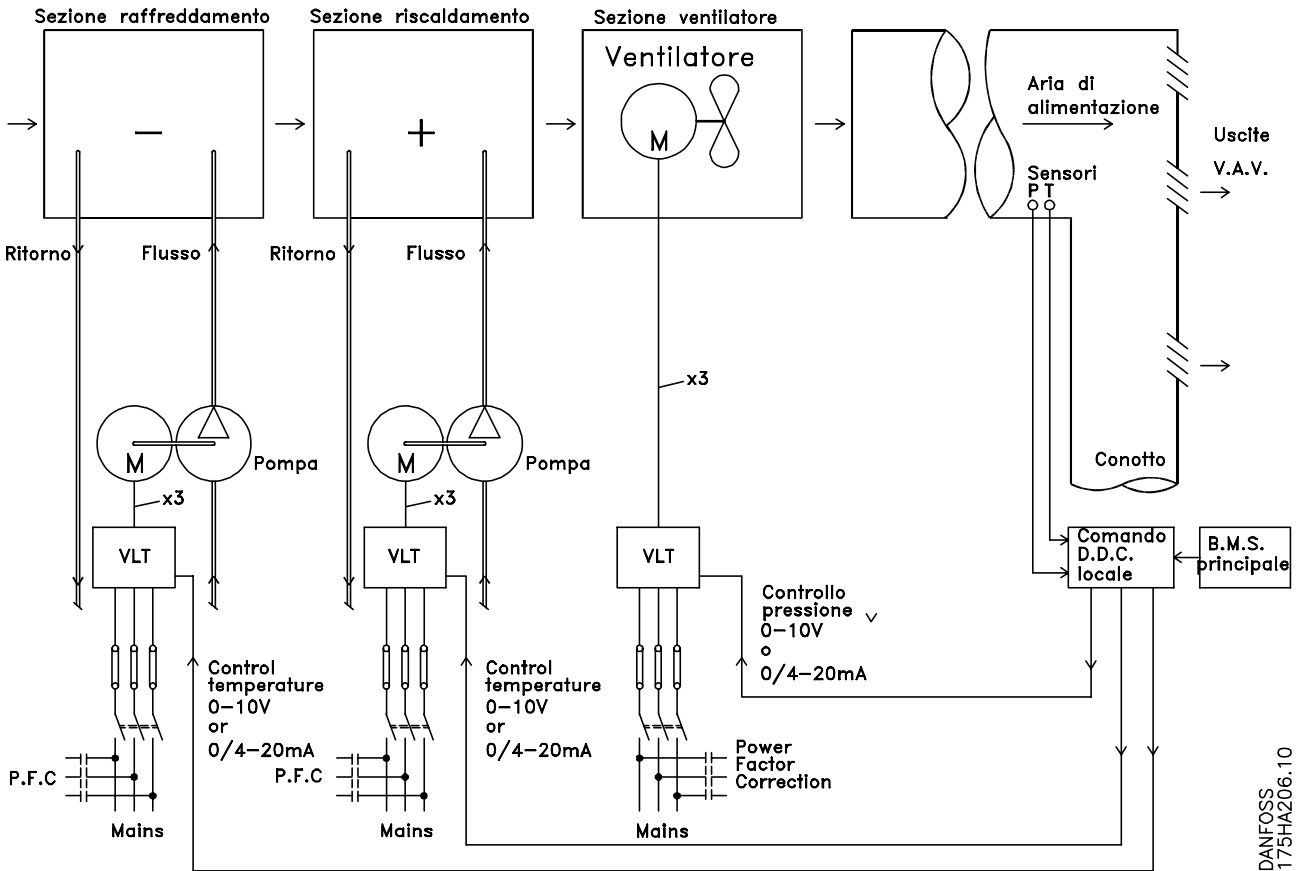 Sezione raffreddamento
Sezione riscaldamento
Sezione ventilatore
Ventilatore
M
−
+
Aria di
alimentazione
Sensori
P T
Uscite
V.A.V.
Ritorno
Flusso
Ritorno
Flusso
x3
M
Pompa
M
Pompa
Conotto
x3
x3
VLT
VLT
VLT
Comando
D.D.C.
locale
B.M.S.
principale
Controllo
pressione
0−10V
o
0/4−20mA
Control
temperature
0−10V
or
0/4−20mA
Control
temperature
0−10V
or
0/4−20mA
P.F.C
P.F.C
Power
Factor
Correction
Mains
Mains
Mains
DANFOSS
175HA206.10